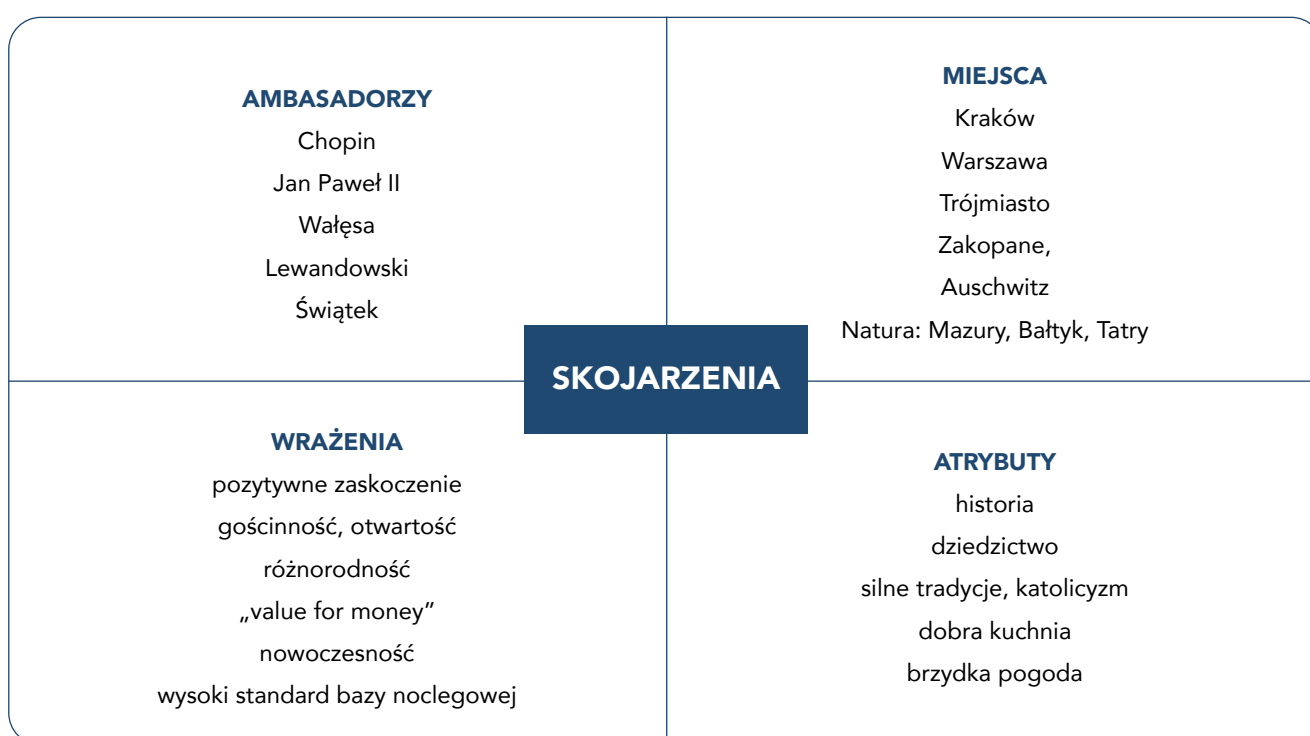 AMBASADORZY
Chopin
Jan Paweł II
Wałęsa
Lewandowski
Świątek
MIEJSCA
Kraków
Warszawa
Trójmiasto
Zakopane,
Auschwitz
Natura: Mazury, Bałtyk, Tatry
SKOJARZENIA
WRAŻENIA
pozytywne zaskoczenie
gościnność, otwartość
różnorodność
„value for money”
nowoczesność
wysoki standard bazy noclegowej
ATRYBUTY
historia
dziedzictwo
silne tradycje, katolicyzm
dobra kuchnia
brzydka pogoda